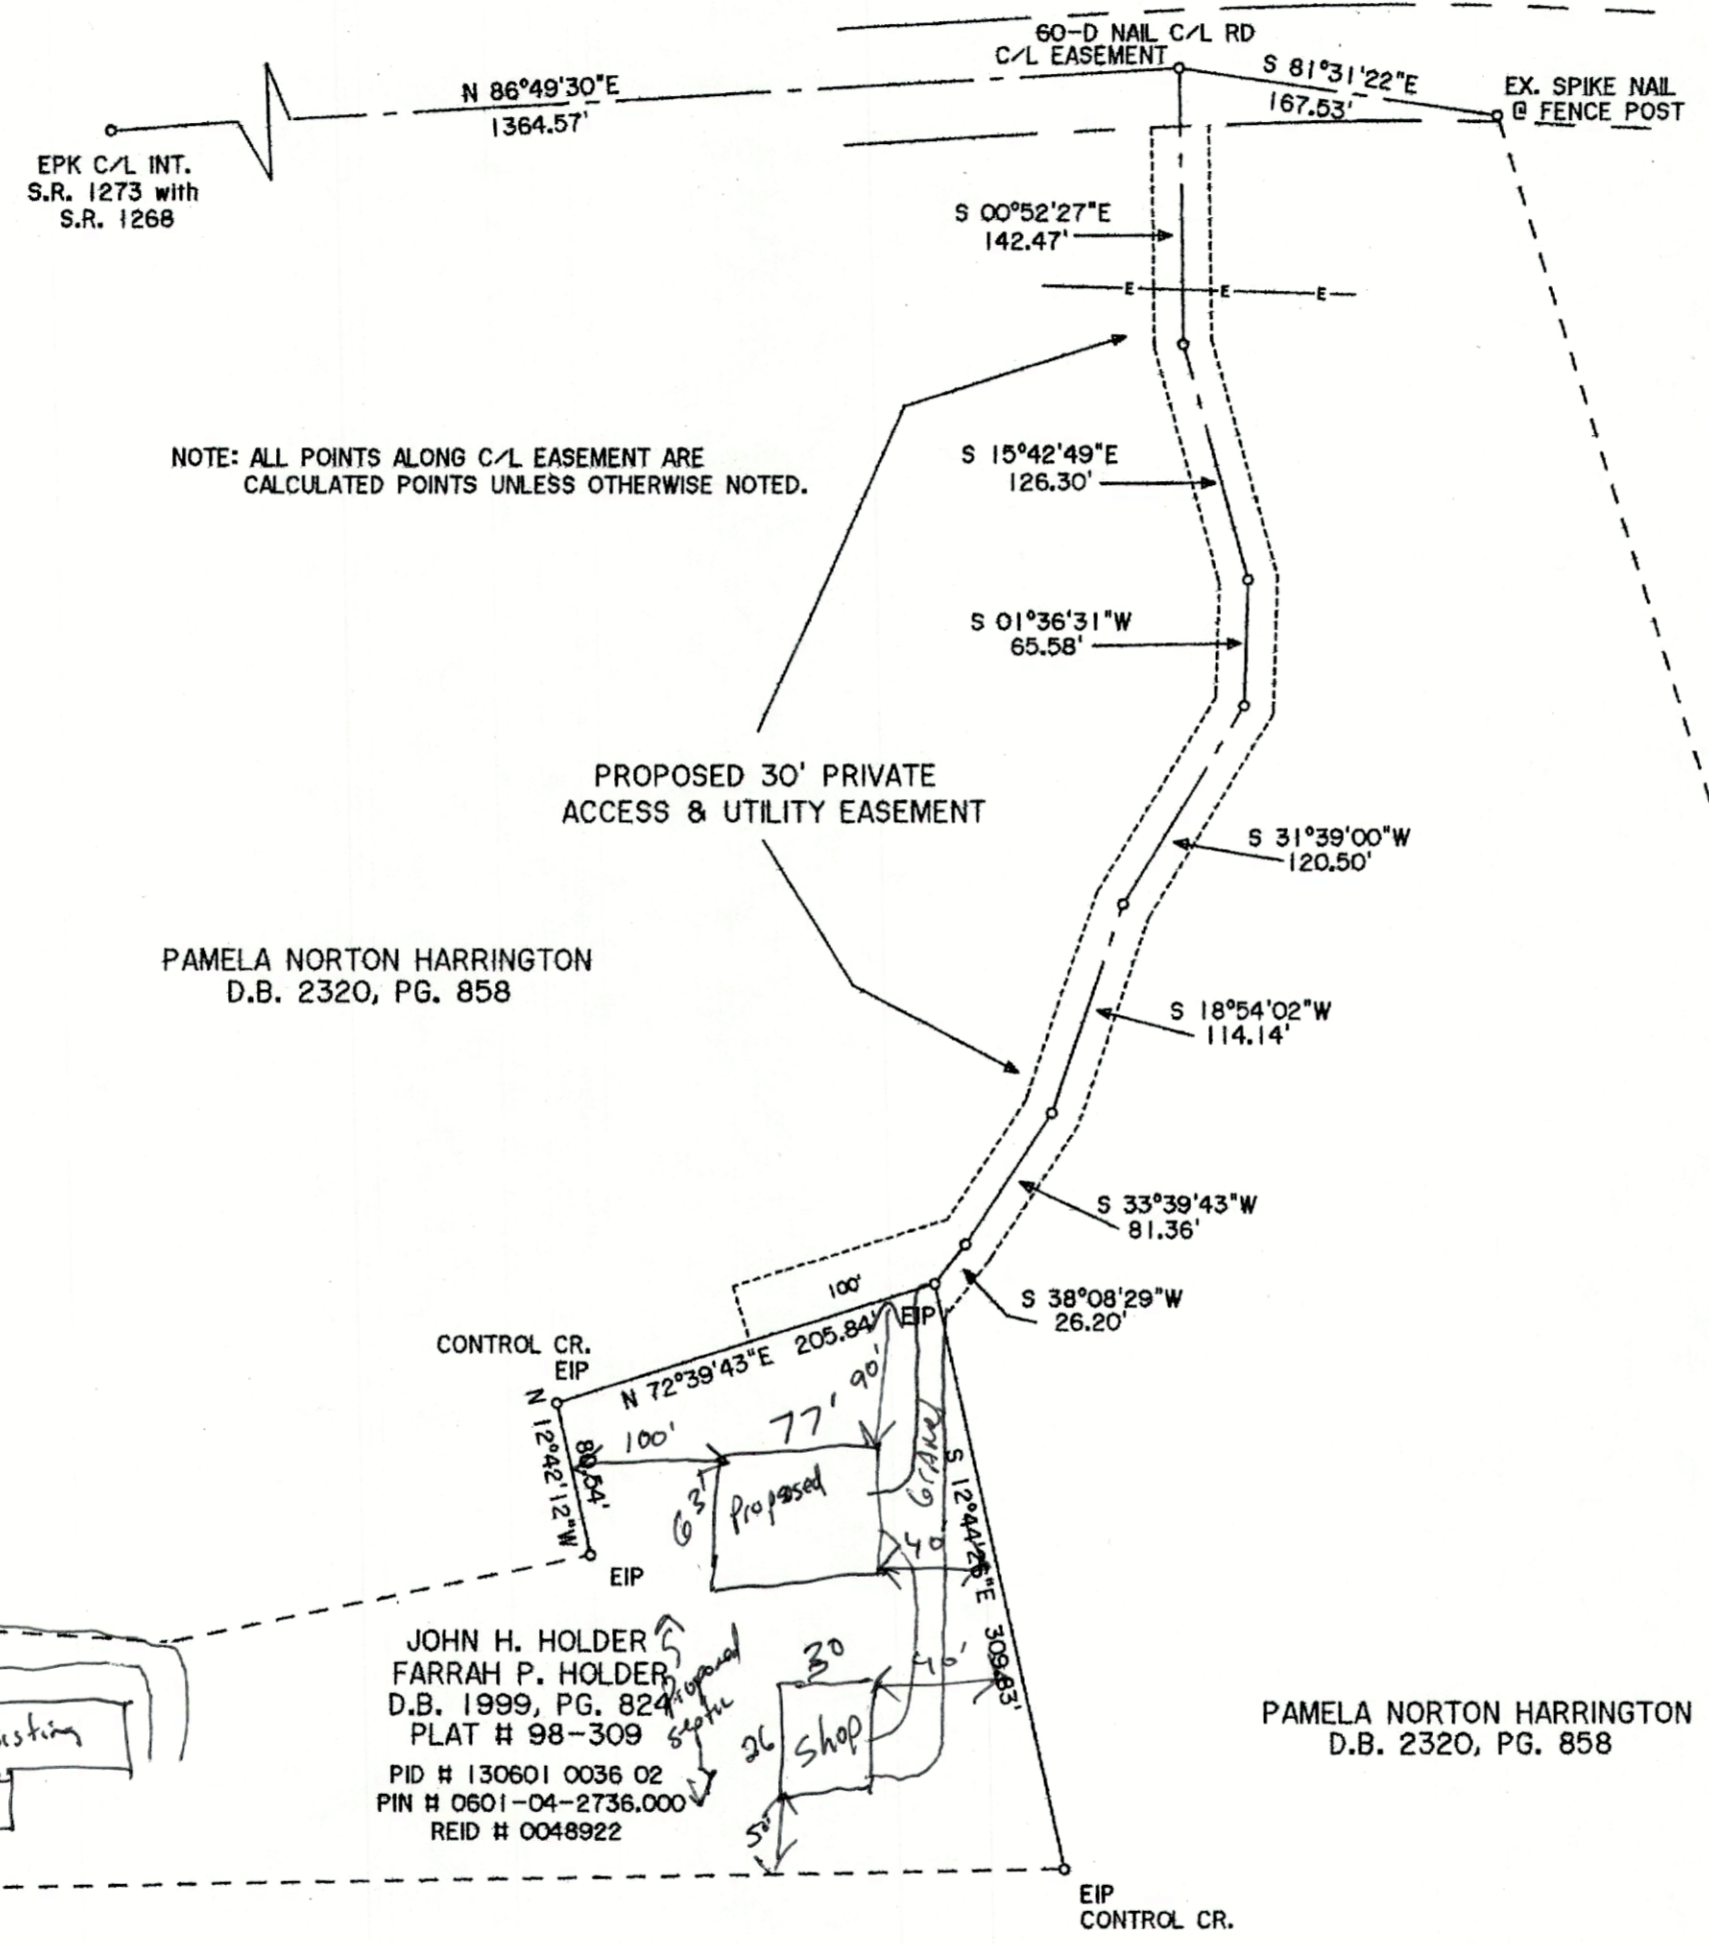 60-D NAIL C/L RD
C/L EASEMENT
S 81°31'22"E
167.53'
EX. SPIKE NAIL
@ FENCE POST
N 86°49'30"E
1364.57'
EPK C/L INT.
S.R. 1273 with
S.R. 1268
S 00°52'27"E
142.47'
E
E
E
NOTE: ALL POINTS ALONG C/L EASEMENT ARE
CALCULATED POINTS UNLESS OTHERWISE NOTED.
S 15°42'49"E
126.30'
S 01°36'31"W
65.58'
PROPOSED 30' PRIVATE
ACCESS & UTILITY EASEMENT
S 31°39'00"W
120.50'
PAMELA NORTON HARRINGTON
D.B. 2320, PG. 858
S 18°54'02"W
114.14'
S 33°39'43"W
81.36'
100'
S 38°08'29"W
26.20'
EIP
CONTROL CR.
EIP
N 72°39'43"E 205.84'
90'
77'
100'
N 12°42'12"W
80.54'
63'
Proposed
Gravel
40
S 12°44'26"E 309.83'
EIP
JOHN H. HOLDER
FARRAH P. HOLDER
D.B. 1999, PG. 824
PLAT # 98-309
PID # 130601 0036 02
PIN # 0601-04-2736.000
REID # 0048922
Proposed
septic
30
40'
26
Shop
50'
PAMELA NORTON HARRINGTON
D.B. 2320, PG. 858
EIP
CONTROL CR.